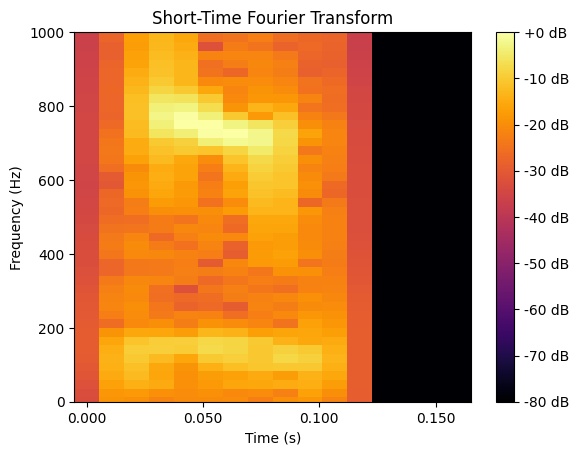 Short-Time Fourier Transform
1000
800
600
400
200
0
Frequency (Hz)
0.000
0.050
0.100
0.150
Time (s)
+0 dB
-10 dB
-20 dB
-30 dB
-40 dB
-50 dB
-60 dB
-70 dB
-80 dB